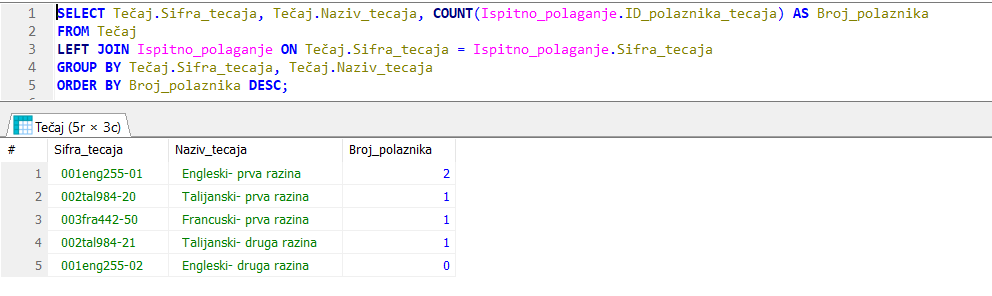 1 SELECT Tečaj.Sifra_tecaja, Tečaj.Naziv_tecaja, COUNT(Ispitno_polaganje.ID_polaznika_tecaja) AS Broj_polaznika
2 FROM Tečaj
3 LEFT JOIN Ispitno_polaganje ON Tečaj.Sifra_tecaja = Ispitno_polaganje.Sifra_tecaja
4 GROUP BY Tečaj.Sifra_tecaja, Tečaj.Naziv_tecaja
5 ORDER BY Broj_polaznika DESC;
Tečaj (5r × 3c)
# Sifra_tecaja Naziv_tecaja Broj_polaznika
1 001eng255-01 Engleski- prva razina 2
2 002tal984-20 Talijanski- prva razina 1
3 003fra442-50 Francuski- prva razina 1
4 002tal984-21 Talijanski- druga razina 1
5 001eng255-02 Engleski- druga razina 0